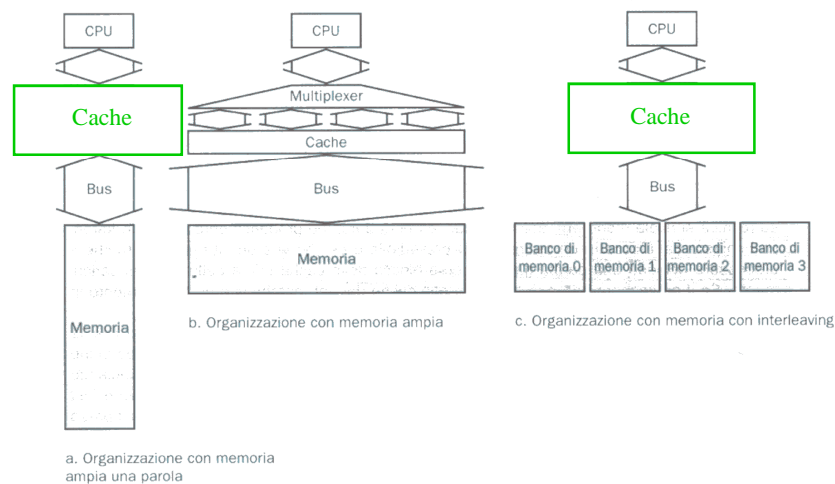 CPU
Cache
Bus
Memoria
a. Organizzazione con memoria
ampia una parola
CPU
Multiplexer
Cache
Bus
Memoria
b. Organizzazione con memoria ampia
CPU
Cache
Bus
Banco di
memoria 0
Banco di
memoria 1
Banco di
memoria 2
Banco di
memoria 3
c. Organizzazione con memoria con interleaving